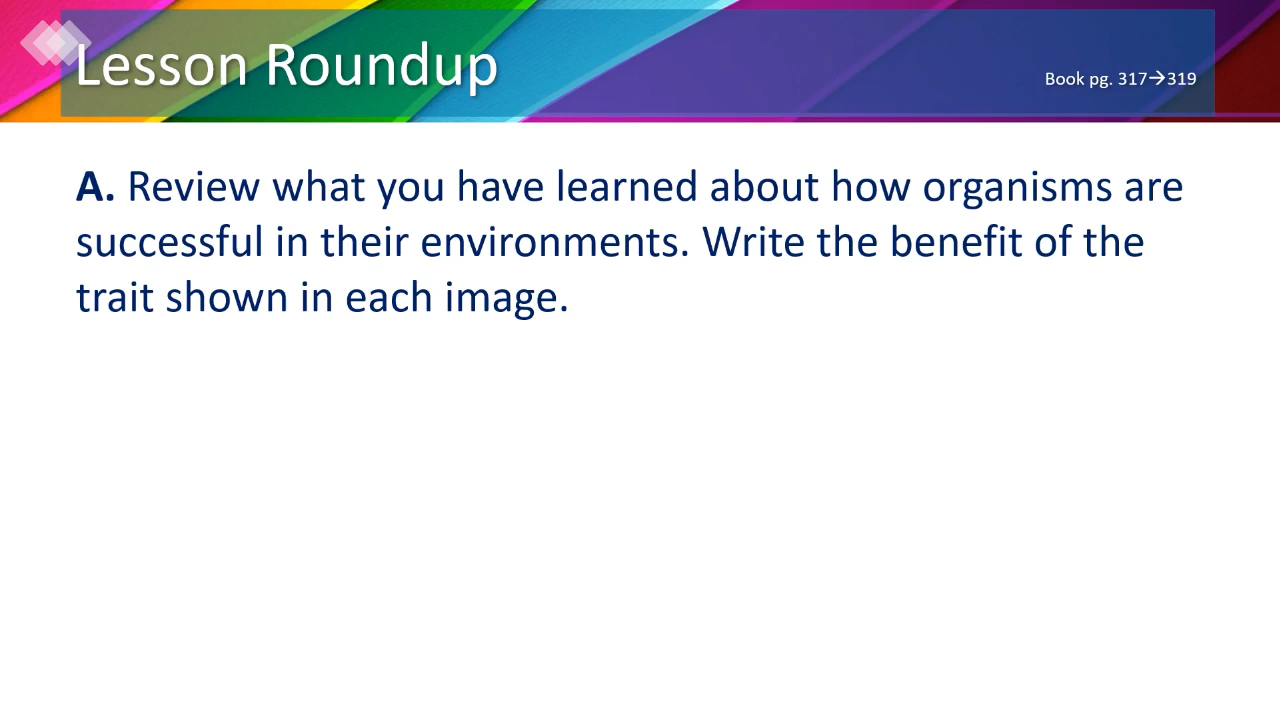 Lesson Roundup
Book pg. 317→319
A. Review what you have learned about how organisms are
successful in their environments. Write the benefit of the
trait shown in each image.